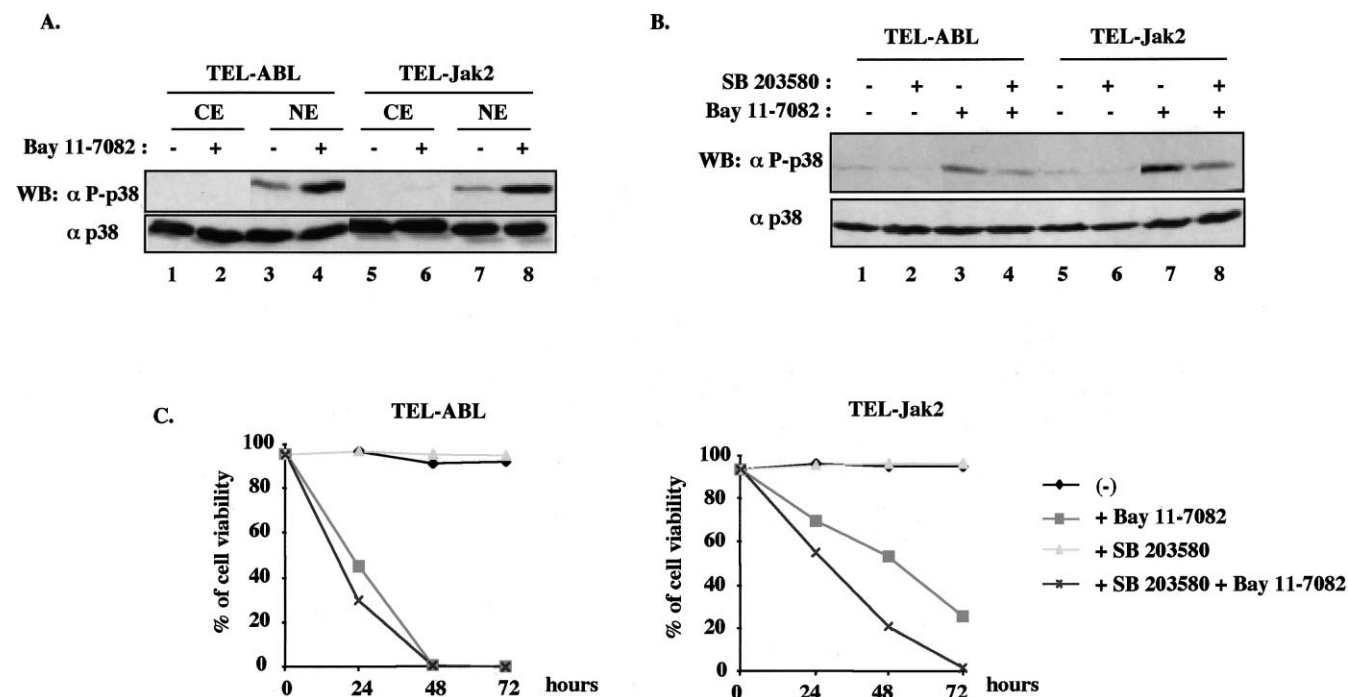 A.
TEL-ABL TEL-Jak2
CE NE CE NE
Bay 11-7082 : - + - + - + - +
WB: α P-p38
α p38
1 2 3 4 5 6 7 8
B.
TEL-ABL TEL-Jak2
SB 203580 : - + - + - + - +
Bay 11-7082 : - - + + - - + +
WB: α P-p38
α p38
1 2 3 4 5 6 7 8
C.
TEL-ABL
% of cell viability
100
80
60
40
20
0
0 24 48 72 hours
TEL-Jak2
% of cell viability
100
80
60
40
20
0
0 24 48 72 hours
(-)
+ Bay 11-7082
+ SB 203580
+ SB 203580 + Bay 11-7082